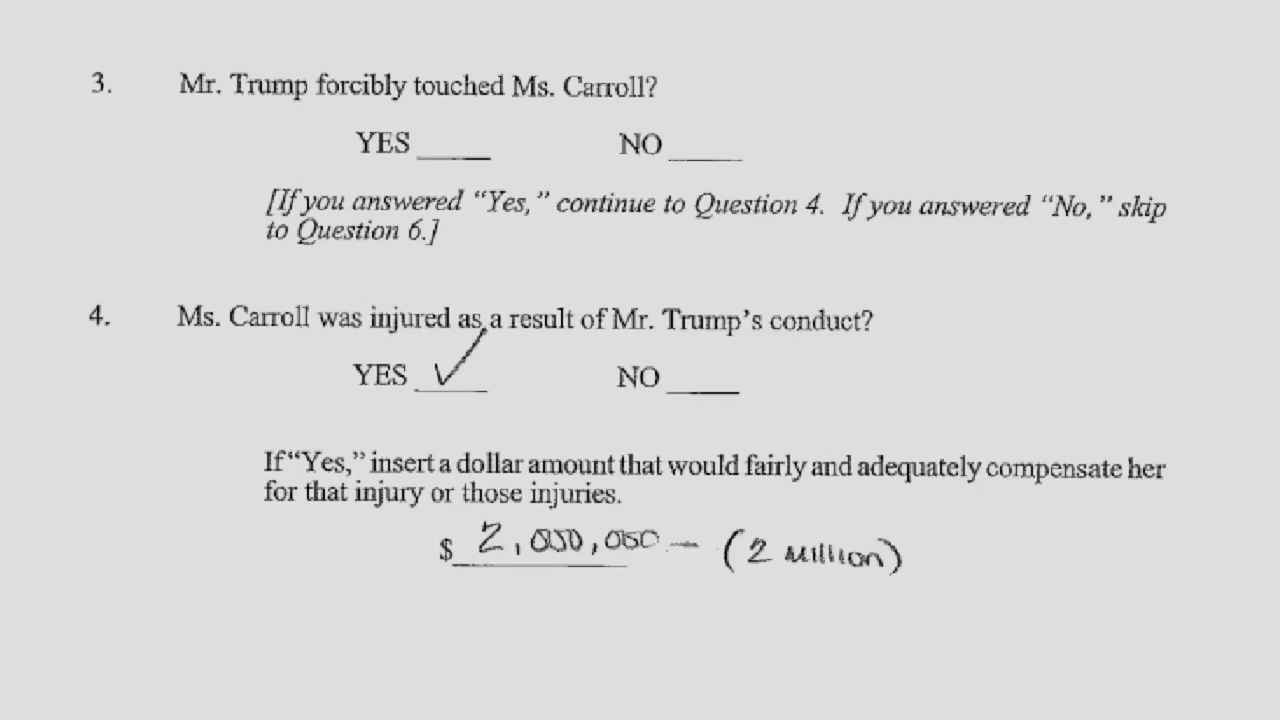 3. Mr. Trump forcibly touched Ms. Carroll?
YES ____ NO ____
[If you answered “Yes,” continue to Question 4. If you answered “No,” skip
to Question 6.]
4. Ms. Carroll was injured as a result of Mr. Trump’s conduct?
YES ✓ NO ____
If “Yes,” insert a dollar amount that would fairly and adequately compensate her
for that injury or those injuries.
$ 2,000,000 — (2 million)